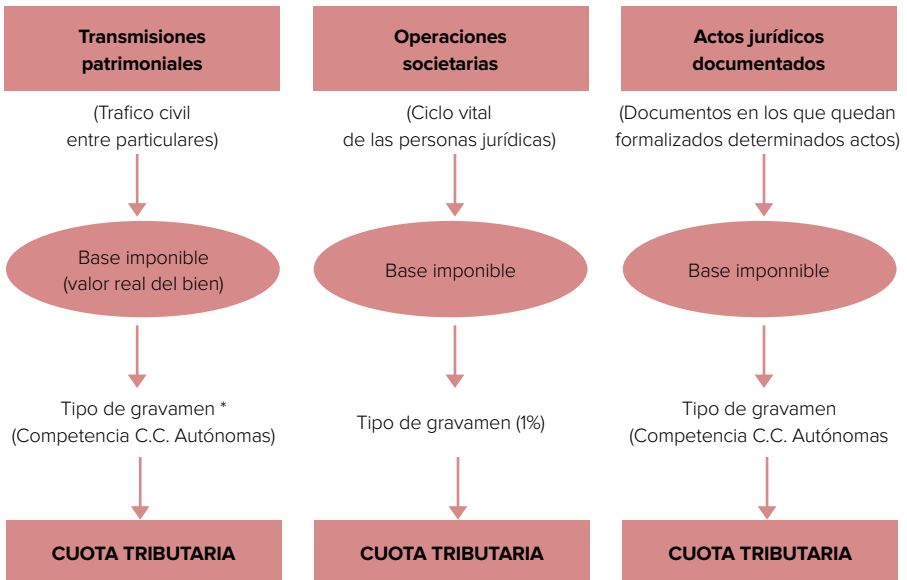 Transmisiones
patrimoniales
(Trafico civil
entre particulares)
Base imponible
(valor real del bien)
Tipo de gravamen *
(Competencia C.C. Autónomas)
CUOTA TRIBUTARIA
Operaciones
societarias
(Ciclo vital
de las personas jurídicas)
Base imponible
Tipo de gravamen (1%)
CUOTA TRIBUTARIA
Actos jurídicos
documentados
(Documentos en los que quedan
formalizados determinados actos)
Base imponnible
Tipo de gravamen
(Competencia C.C. Autónomas
CUOTA TRIBUTARIA